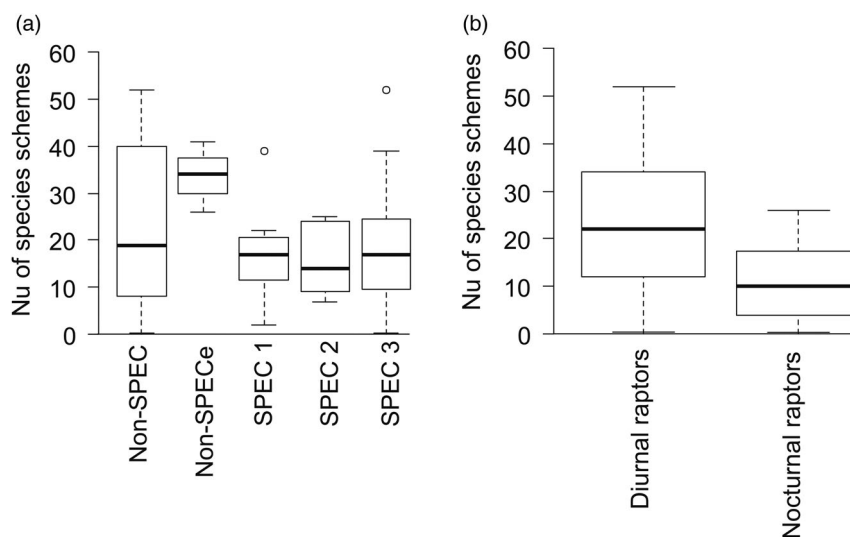 (a)
Nu of species schemes
60
50
40
30
20
10
0
Non-SPEC
Non-SPECe
SPEC 1
SPEC 2
SPEC 3
(b)
Nu of species schemes
60
50
40
30
20
10
0
Diurnal raptors
Nocturnal raptors